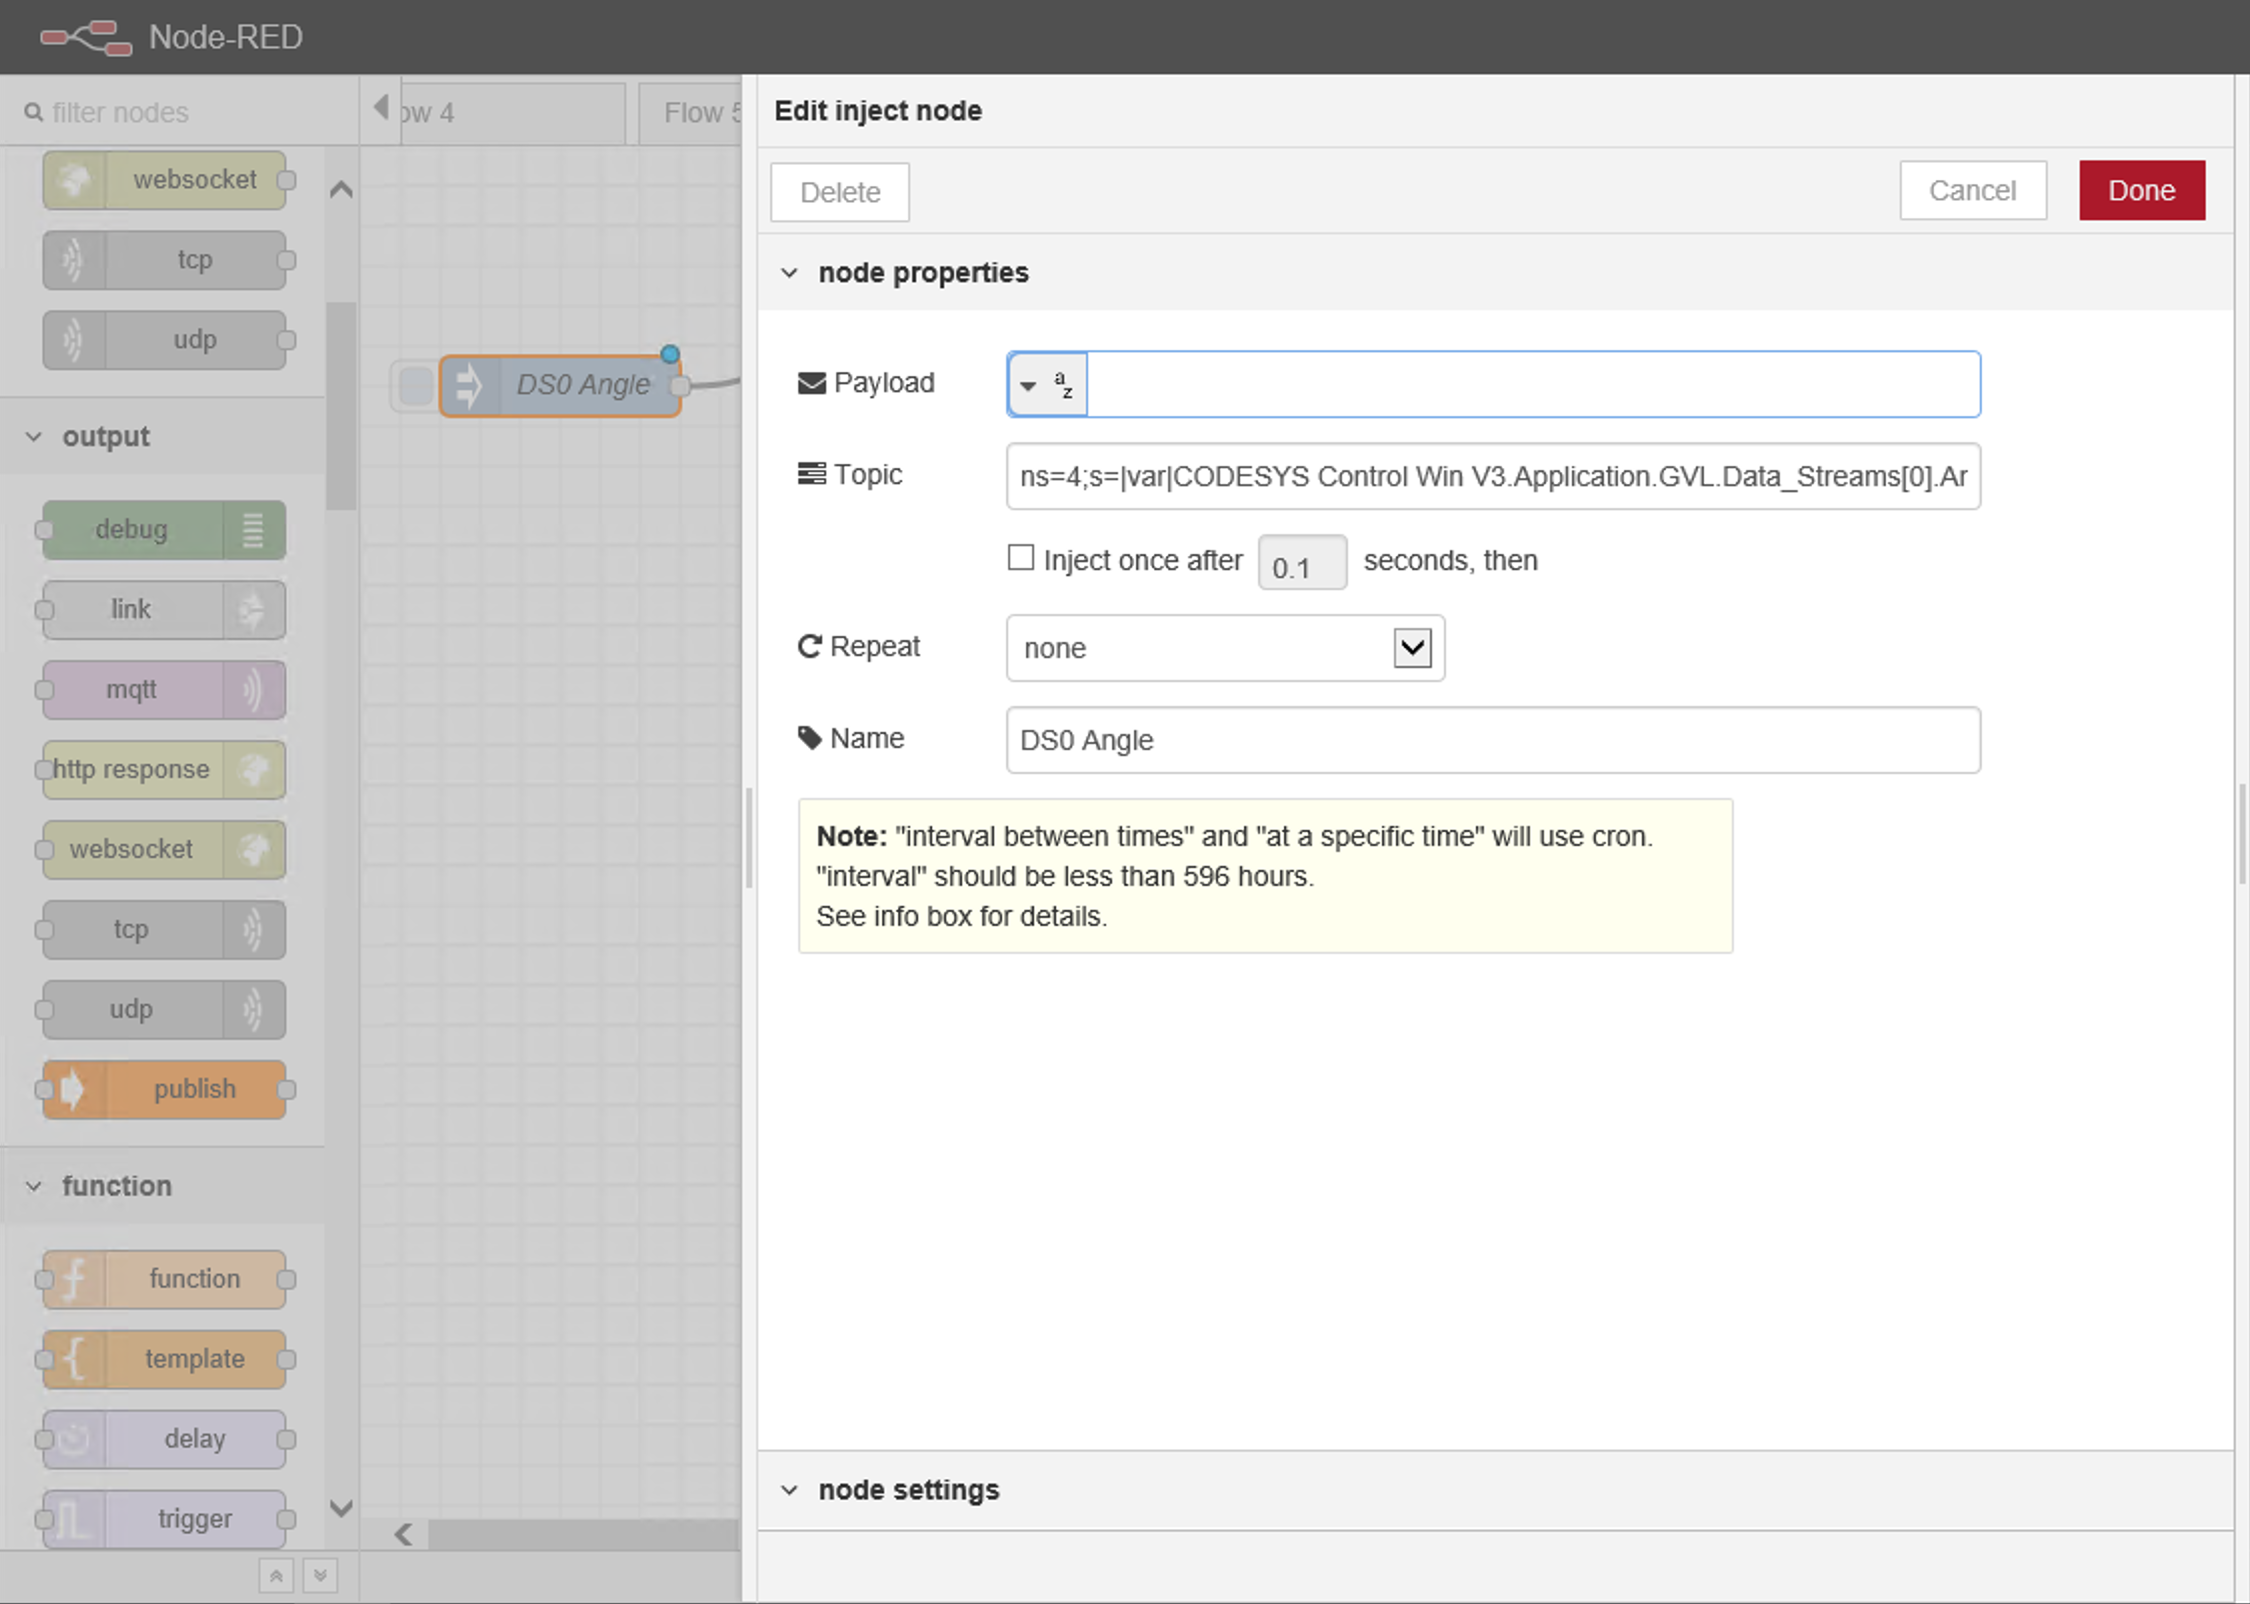 Node-RED
filter nodes
websocket
tcp
udp
output
debug
link
mqtt
http response
websocket
tcp
udp
publish
function
function
template
delay
trigger
ow 4
Flow 5
DS0 Angle
Edit inject node
Delete
Cancel
Done
node properties
Payload
a
z
Topic
ns=4;s=|var|CODESYS Control Win V3.Application.GVL.Data_Streams[0].Ar
Inject once after 0.1 seconds, then
Repeat
none
Name
DS0 Angle
Note: "interval between times" and "at a specific time" will use cron.
"interval" should be less than 596 hours.
See info box for details.
node settings